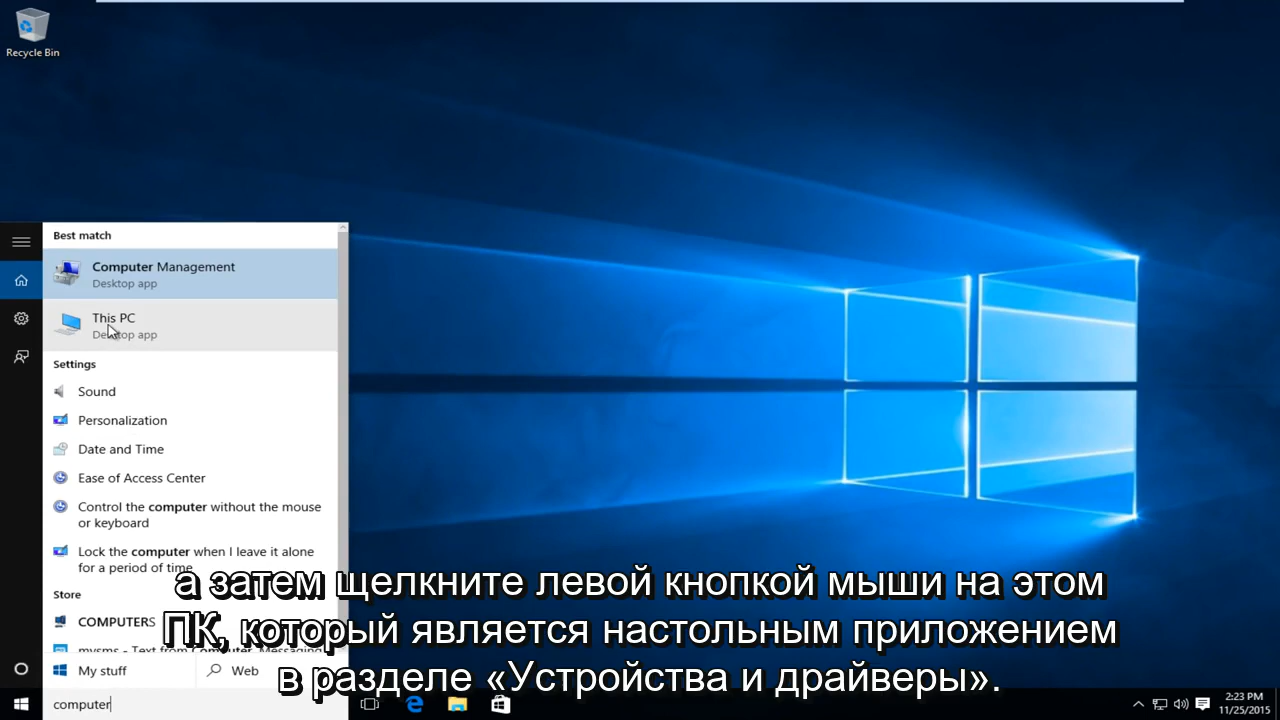 Recycle Bin
Best match
Computer Management
Desktop app
This PC
Desktop app
Settings
Sound
Personalization
Date and Time
Ease of Access Center
Control the computer without the mouse
or keyboard
Lock the computer when I leave it alone
for a period of time
Store
COMPUTERS
mysms - Text from Computer, Messaging
My stuff
Web
computer
а затем щелкните левой кнопкой мыши на этом
ПК, который является настольным приложением
в разделе «Устройства и драйверы».
2:23 PM
11/25/2015